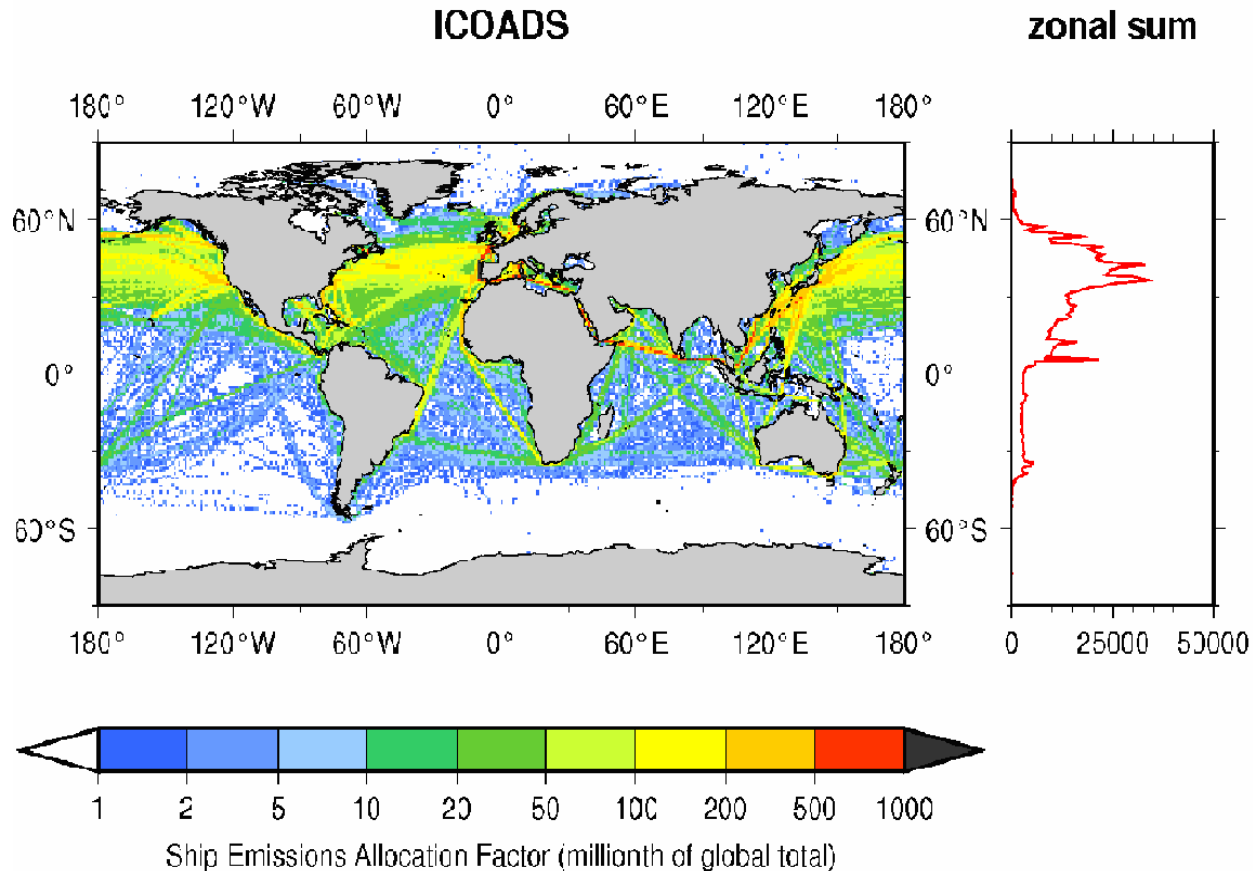 ICOADS zonal sum
180° 120°W 60°W 0° 60°E 120°E 180°
60°N 60°N
0° 0°
60°S 60°S
180° 120°W 60°W 0° 60°E 120°E 180° 0 25000 50000
1 2 5 10 20 50 100 200 500 1000
Ship Emissions Allocation Factor (millionth of global total)